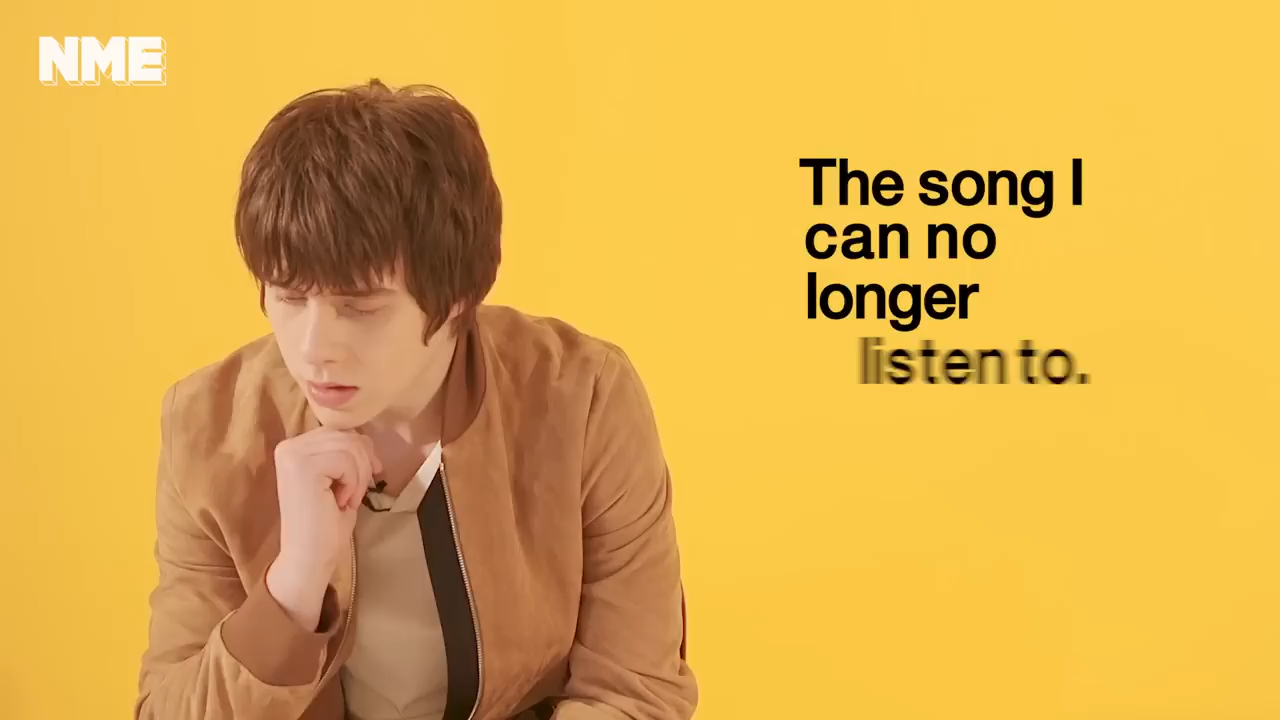 NME
The song I
can no
longer
listen to.